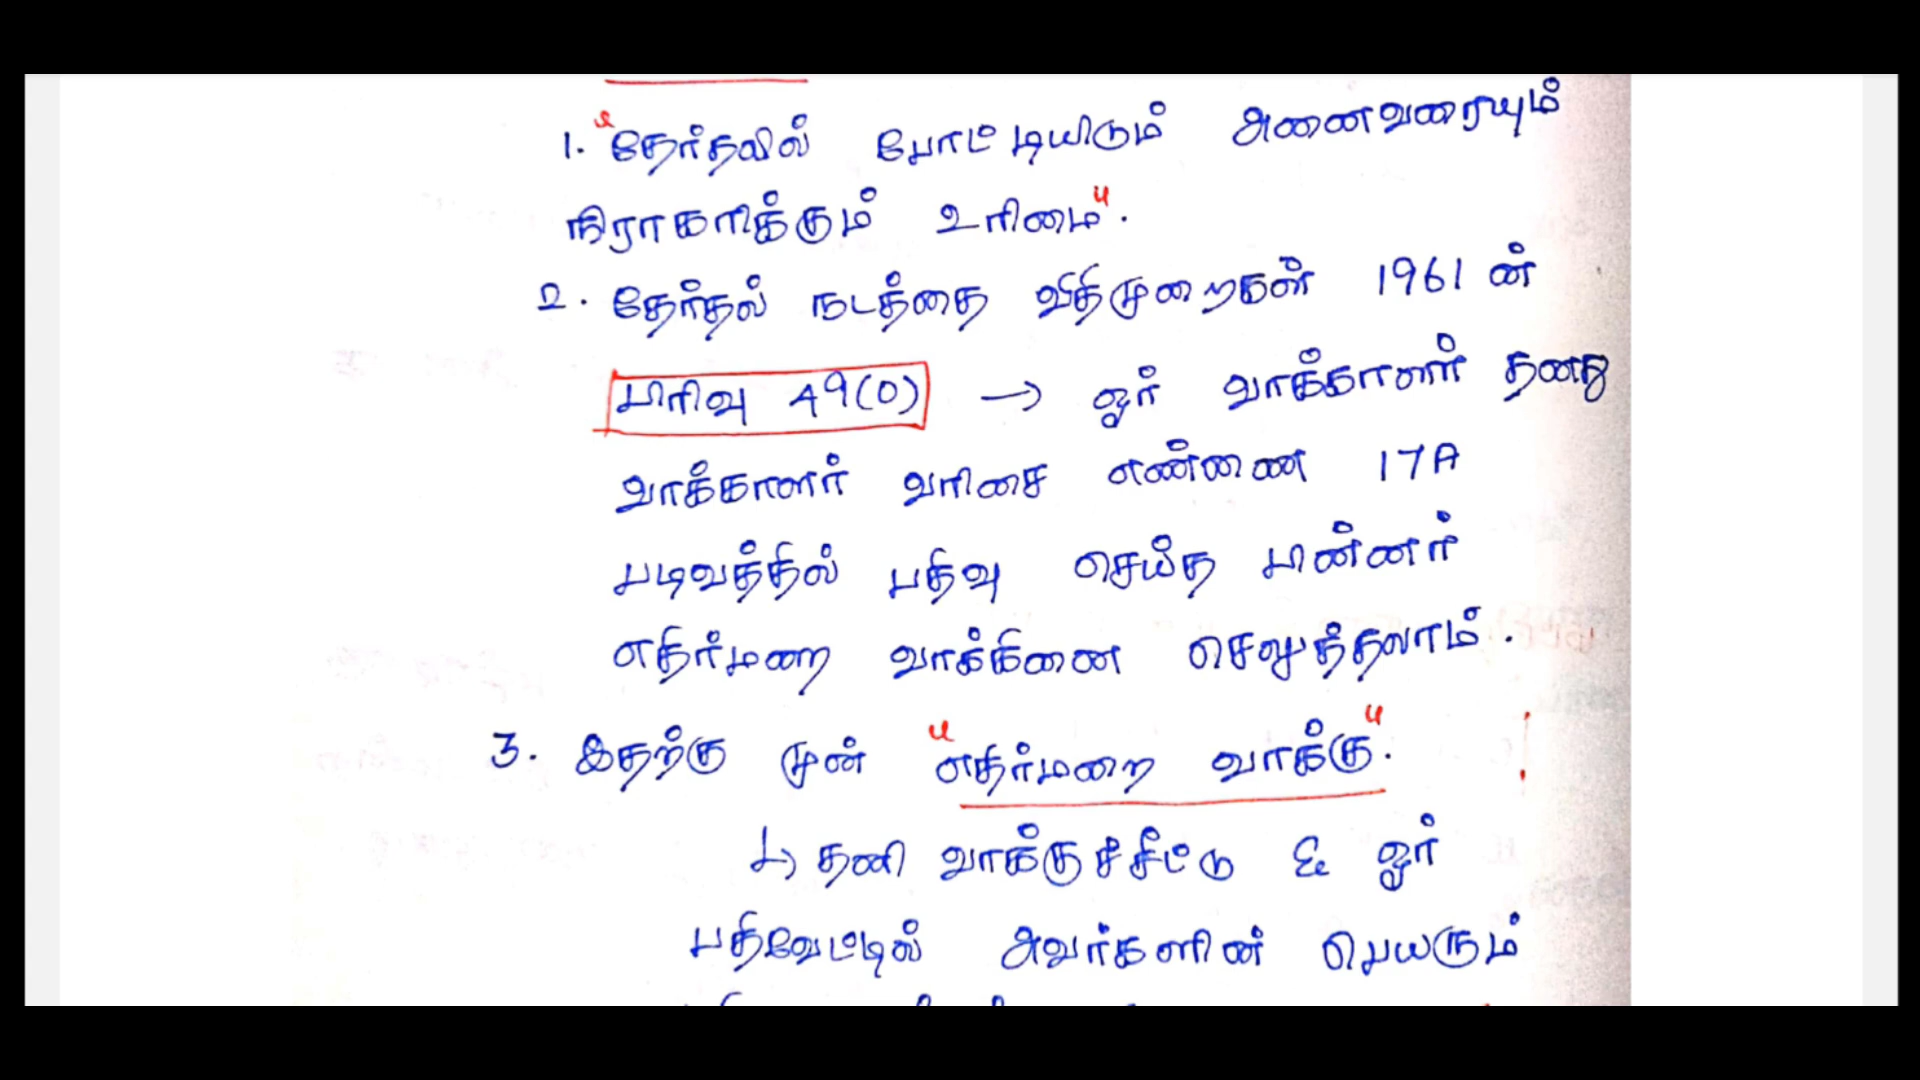 1. "தேர்தலில் போட்டியிடும் அனைவரையும்
நிராகரிக்கும் உரிமை".
2. தேர்தல் நடத்தை விதிமுறைகள் 1961 ன்
பிரிவு 49(0) → ஓர் வாக்காளர் தனது
வாக்காளர் வரிசை எண்ணை 17A
படிவத்தில் பதிவு செய்த பின்னர்
எதிர்மறை வாக்கினை செலுத்தலாம்.
3. இதற்கு முன் "எதிர்மறை வாக்கு".
↳ தனி வாக்குச்சீட்டு & ஓர்
பதிவேட்டில் அவர்களின் பெயரும்